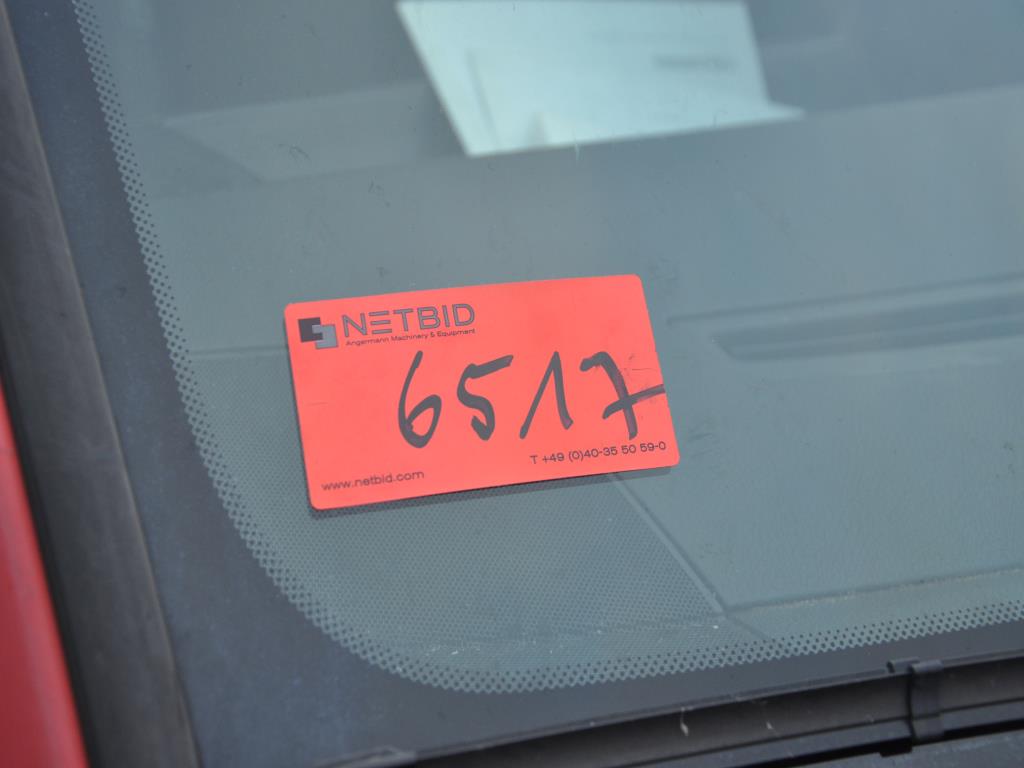 NETBID
Angermann Machinery & Equipment
6517
T +49 (0)40-35 50 59-0
www.netbid.com